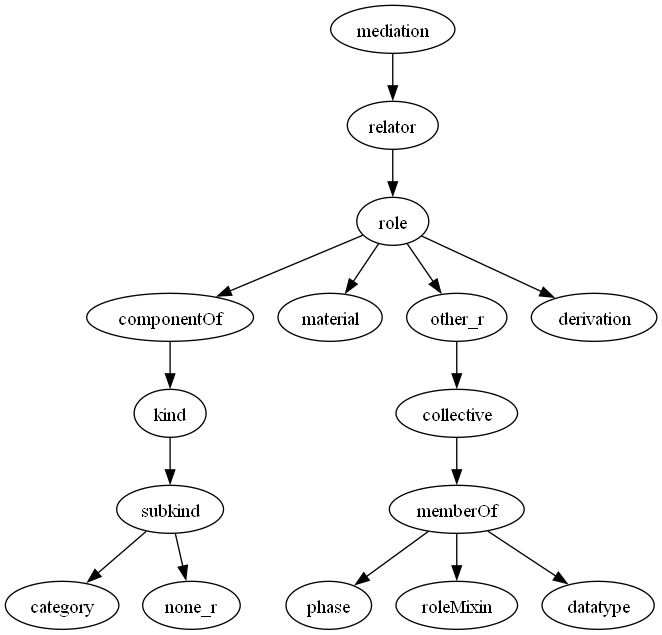 mediation
relator
role
componentOf
material
other_r
derivation
kind
collective
subkind
memberOf
category
none_r
phase
roleMixin
datatype